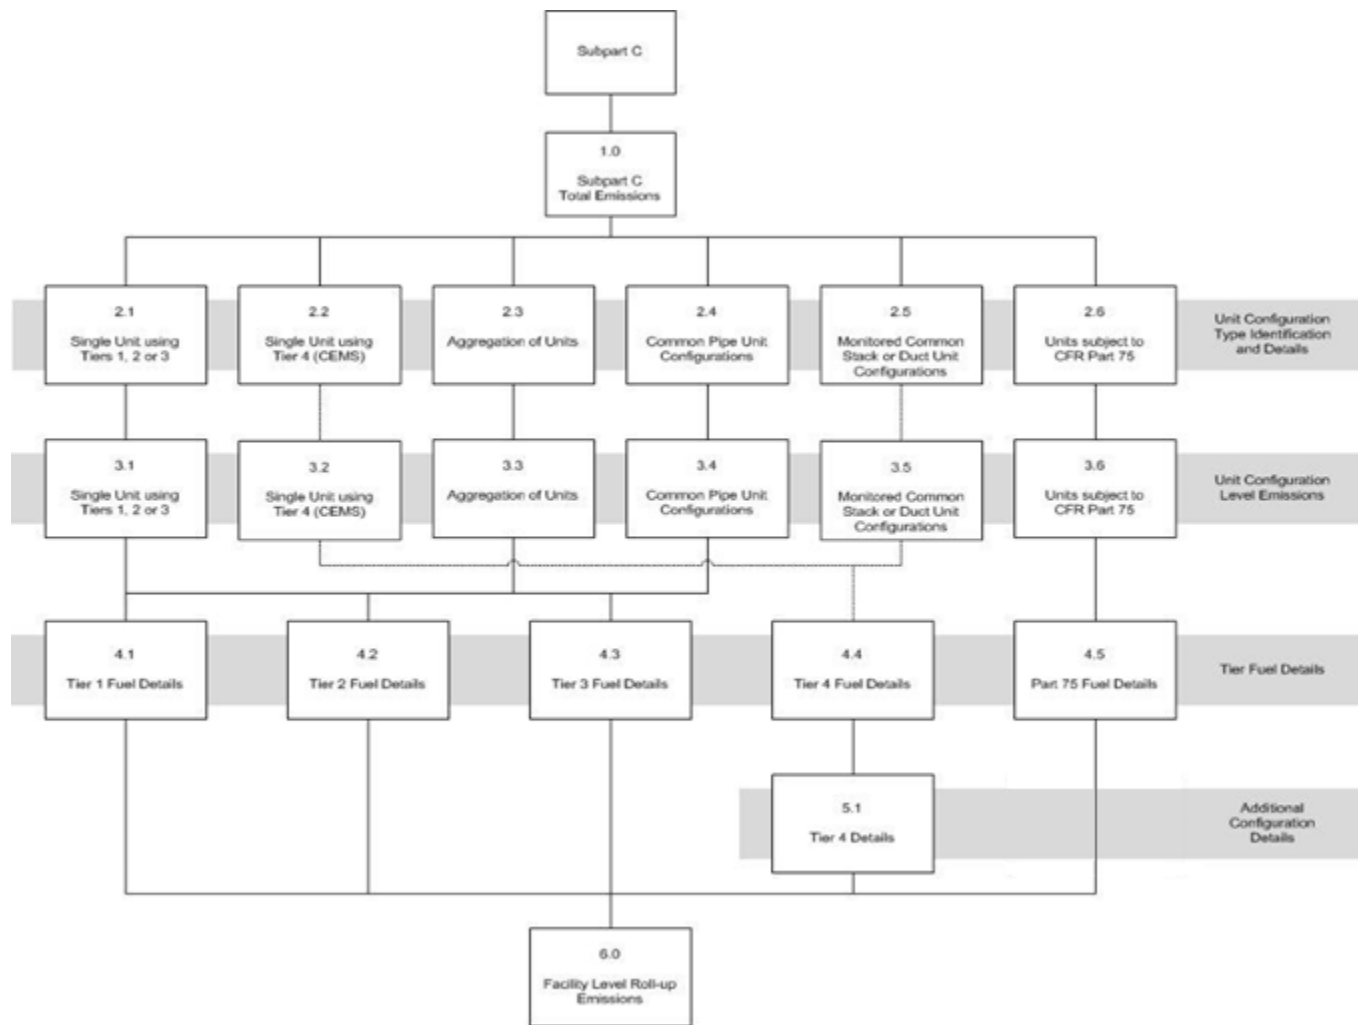 Subpart C
1.0
Subpart C
Total Emissions
2.1
Single Unit using
Tiers 1, 2 or 3
2.2
Single Unit using
Tier 4 (CEMS)
2.3
Aggregation of Units
2.4
Common Pipe Unit
Configurations
2.5
Monitored Common
Stack or Duct Unit
Configurations
2.6
Units subject to
CFR Part 75
Unit Configuration
Type Identification
and Details
3.1
Single Unit using
Tiers 1, 2 or 3
3.2
Single Unit using
Tier 4 (CEMS)
3.3
Aggregation of Units
3.4
Common Pipe Unit
Configurations
3.5
Monitored Common
Stack or Duct Unit
Configurations
3.6
Units subject to
CFR Part 75
Unit Configuration
Level Emissions
4.1
Tier 1 Fuel Details
4.2
Tier 2 Fuel Details
4.3
Tier 3 Fuel Details
4.4
Tier 4 Fuel Details
4.5
Part 75 Fuel Details
Tier Fuel Details
5.1
Tier 4 Details
Additional
Configuration
Details
6.0
Facility Level Roll-up
Emissions